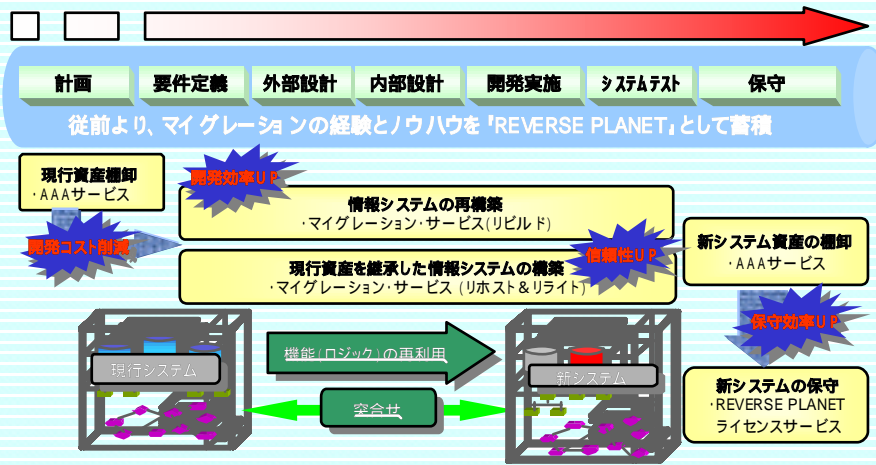 計画
要件定義
外部設計
内部設計
開発実施
システムテスト
保守
従前より、マイグレーションの経験とノウハウを『REVERSE PLANET』として蓄積
現行資産棚卸
・AAAサービス
開発効率UP
情報システムの再構築
・マイグレーション・サービス(リビルド)
開発コスト削減
信頼性UP
新システム資産の棚卸
・AAAサービス
現行資産を継承した情報システムの構築
・マイグレーション・サービス (リホスト&リライト)
保守効率UP
機能(ロジック)の再利用
現行システム
新システム
突合せ
新システムの保守
・REVERSE PLANET
ライセンスサービス